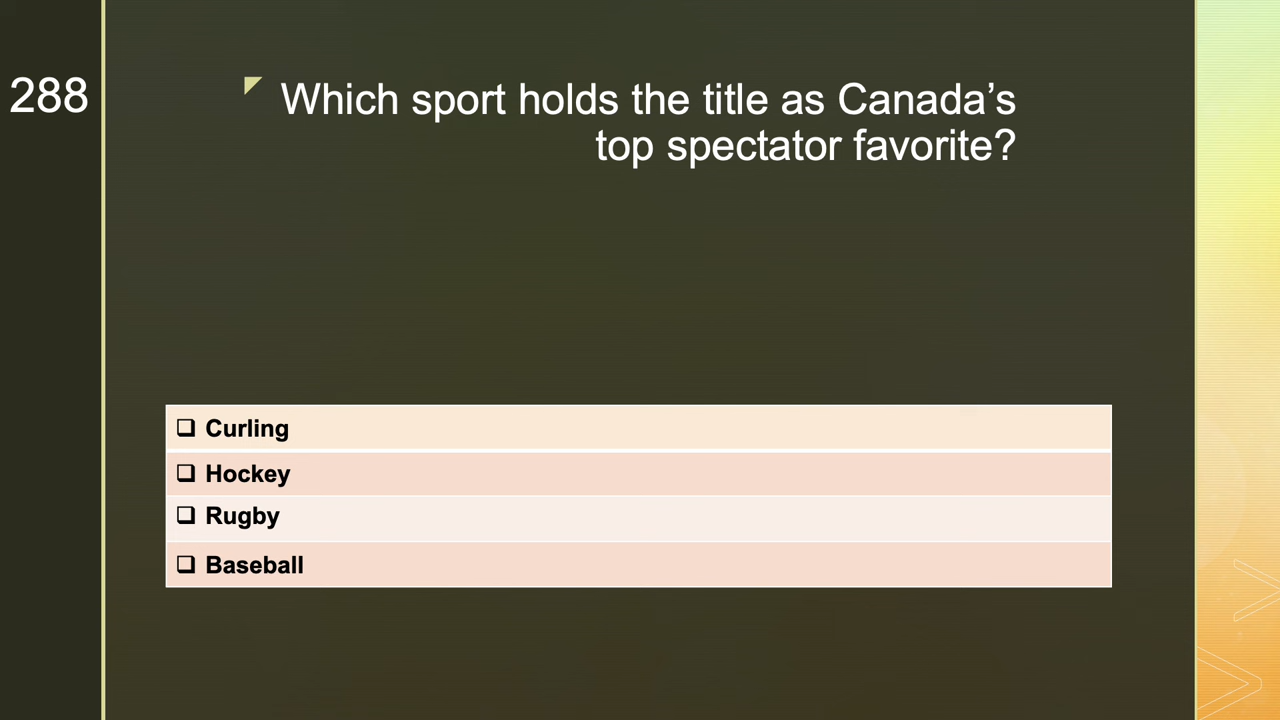 288
Which sport holds the title as Canada’s
top spectator favorite?
❑ Curling
❑ Hockey
❑ Rugby
❑ Baseball